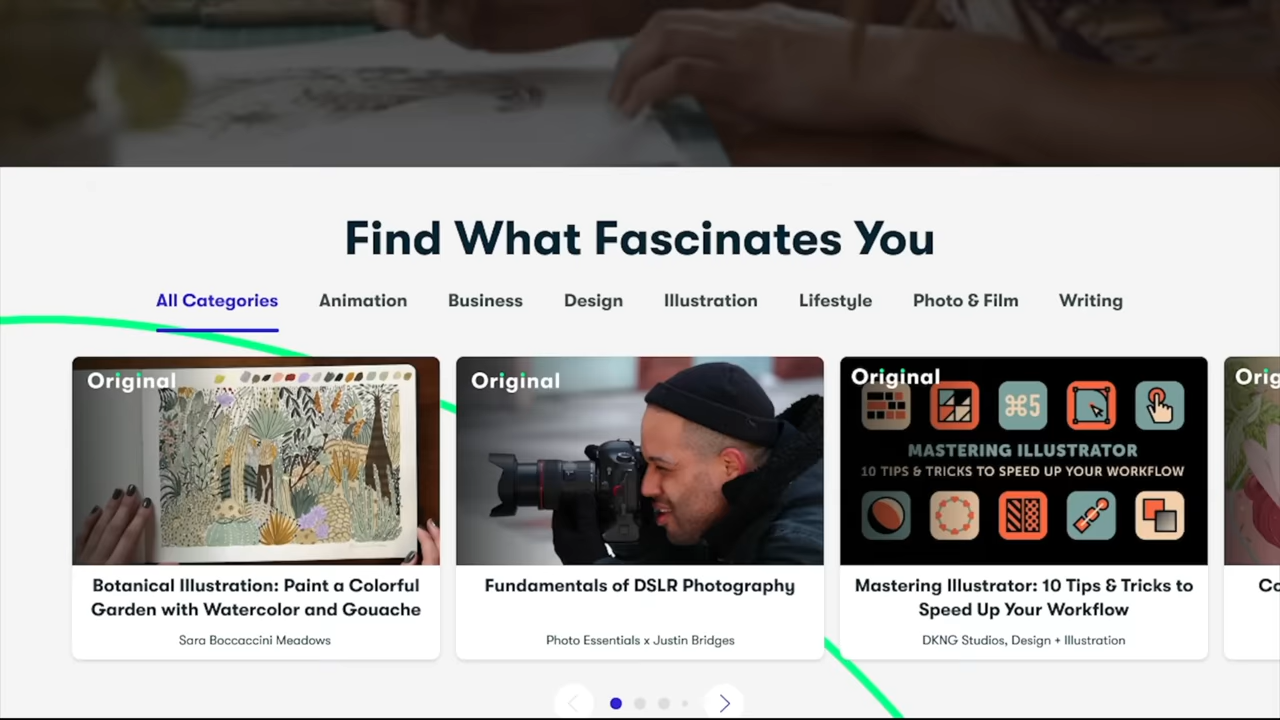 Find What Fascinates You
All Categories Animation Business Design Illustration Lifestyle Photo & Film Writing
Original
Original
Original
⌘5
MASTERING ILLUSTRATOR
10 TIPS & TRICKS TO SPEED UP YOUR WORKFLOW
Botanical Illustration: Paint a Colorful
Garden with Watercolor and Gouache
Sara Boccaccini Meadows
Fundamentals of DSLR Photography
Photo Essentials x Justin Bridges
Mastering Illustrator: 10 Tips & Tricks to
Speed Up Your Workflow
DKNG Studios, Design + Illustration